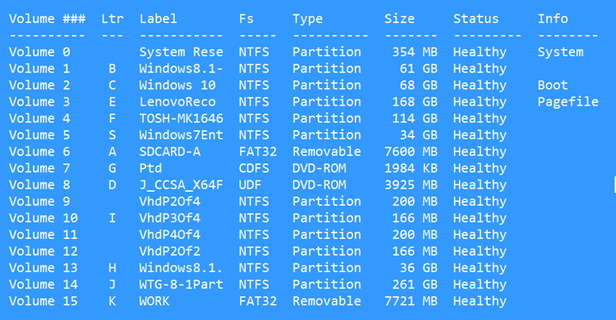 Volume ###  Ltr  Label        Fs     Type        Size     Status     Info
----------  ---  -----------  -----  ----------  -------  ---------  --------
Volume 0         System Rese  NTFS   Partition    354 MB  Healthy    System
Volume 1     B   Windows8.1-  NTFS   Partition     61 GB  Healthy
Volume 2     C   Windows 10   NTFS   Partition     68 GB  Healthy    Boot
Volume 3     E   LenovoReco   NTFS   Partition    168 GB  Healthy    Pagefile
Volume 4     F   TOSH-MK1646  NTFS   Partition    114 GB  Healthy
Volume 5     S   Windows7Ent  NTFS   Partition     34 GB  Healthy
Volume 6     A   SDCARD-A     FAT32  Removable   7600 MB  Healthy
Volume 7     G   Ptd          CDFS   DVD-ROM     1984 KB  Healthy
Volume 8     D   J_CCSA_X64F  UDF    DVD-ROM     3925 MB  Healthy
Volume 9         VhdP2Of4     NTFS   Partition    200 MB  Healthy
Volume 10    I   VhdP3Of4     NTFS   Partition    166 MB  Healthy
Volume 11        VhdP4Of4     NTFS   Partition    200 MB  Healthy
Volume 12        VhdP2Of2     NTFS   Partition    166 MB  Healthy
Volume 13    H   Windows8.1.  NTFS   Partition     36 GB  Healthy
Volume 14    J   WTG-8-1Part  NTFS   Partition    261 GB  Healthy
Volume 15    K   WORK         FAT32  Removable   7721 MB  Healthy